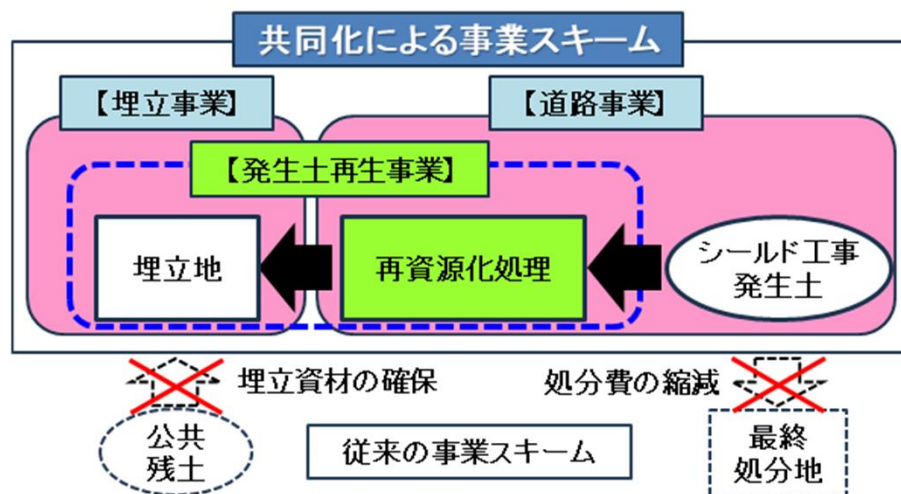 共同化による事業スキーム
【埋立事業】
【道路事業】
【発生土再生事業】
埋立地
再資源化処理
シールド工事
発生土
埋立資材の確保
処分費の縮減
公共
残土
従来の事業スキーム
最終
処分地